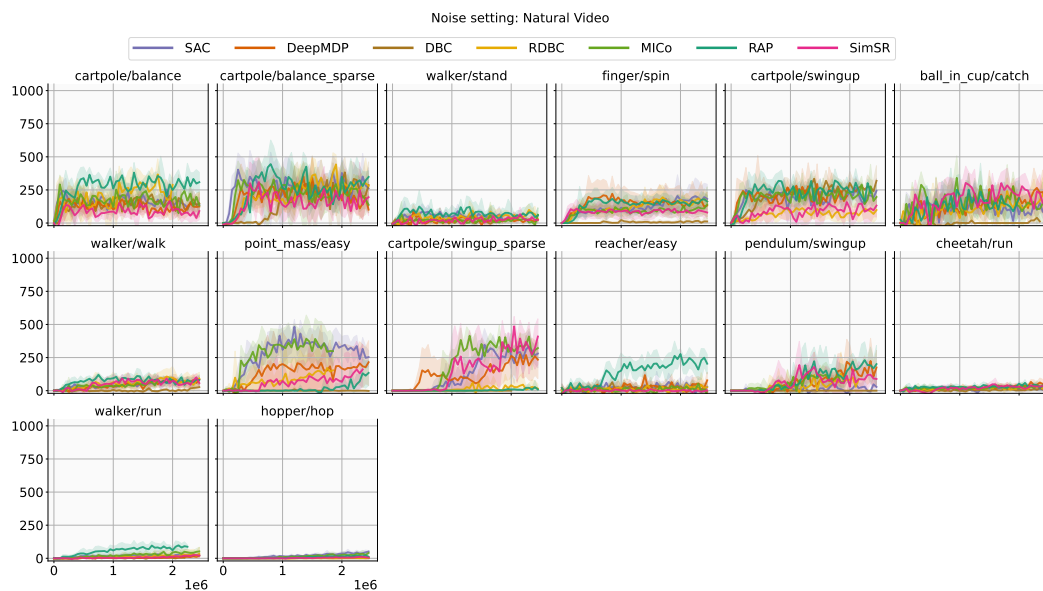 Noise setting: Natural Video
SAC DeepMDP DBC RDBC MICo RAP SimSR
cartpole/balance cartpole/balance_sparse walker/stand finger/spin cartpole/swingup ball_in_cup/catch
1000
750
500
250
0
walker/walk point_mass/easy cartpole/swingup_sparse reacher/easy pendulum/swingup cheetah/run
1000
750
500
250
0
walker/run hopper/hop
1000
750
500
250
0
0 1 2 0 1 2
1e6 1e6